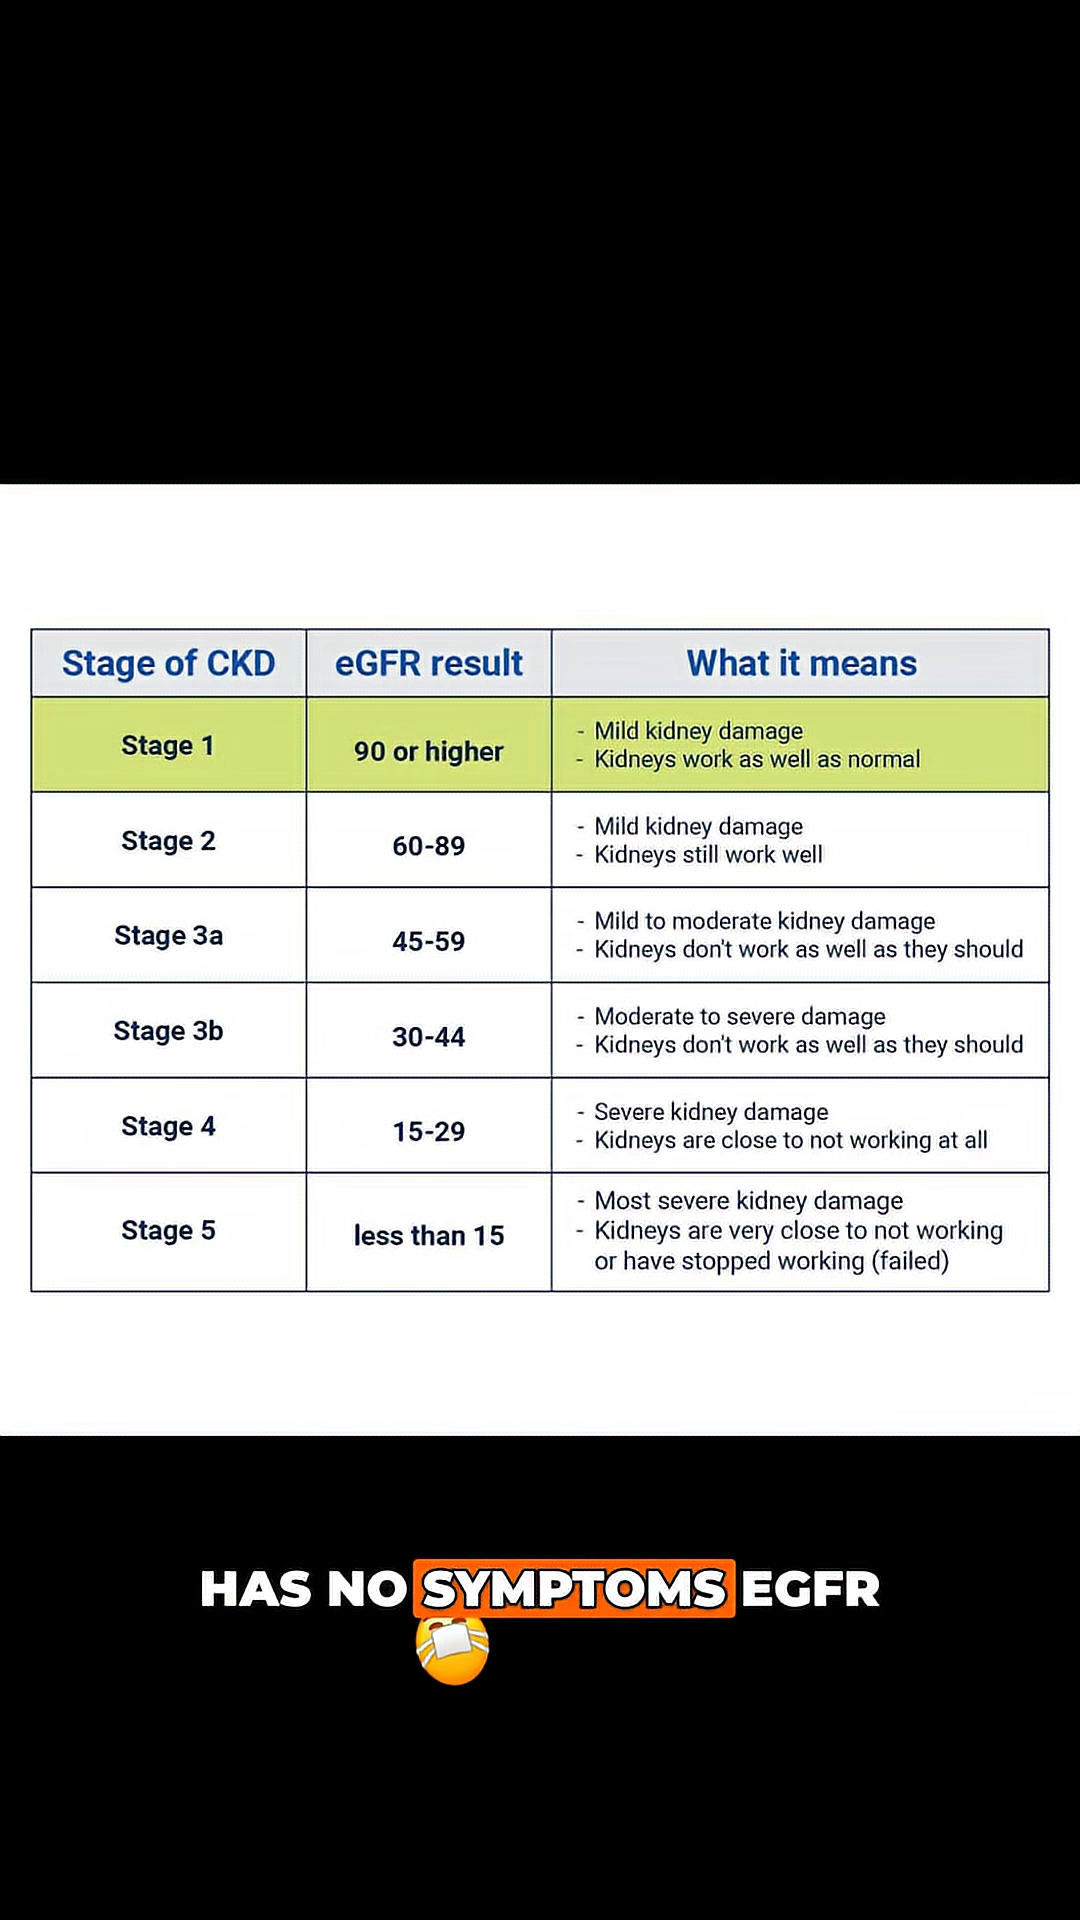 Stage of CKD eGFR result What it means
Stage 1 90 or higher - Mild kidney damage
- Kidneys work as well as normal
Stage 2 60-89 - Mild kidney damage
- Kidneys still work well
Stage 3a 45-59 - Mild to moderate kidney damage
- Kidneys don't work as well as they should
Stage 3b 30-44 - Moderate to severe damage
- Kidneys don't work as well as they should
Stage 4 15-29 - Severe kidney damage
- Kidneys are close to not working at all
Stage 5 less than 15 - Most severe kidney damage
- Kidneys are very close to not working
or have stopped working (failed)
HAS NO SYMPTOMS EGFR